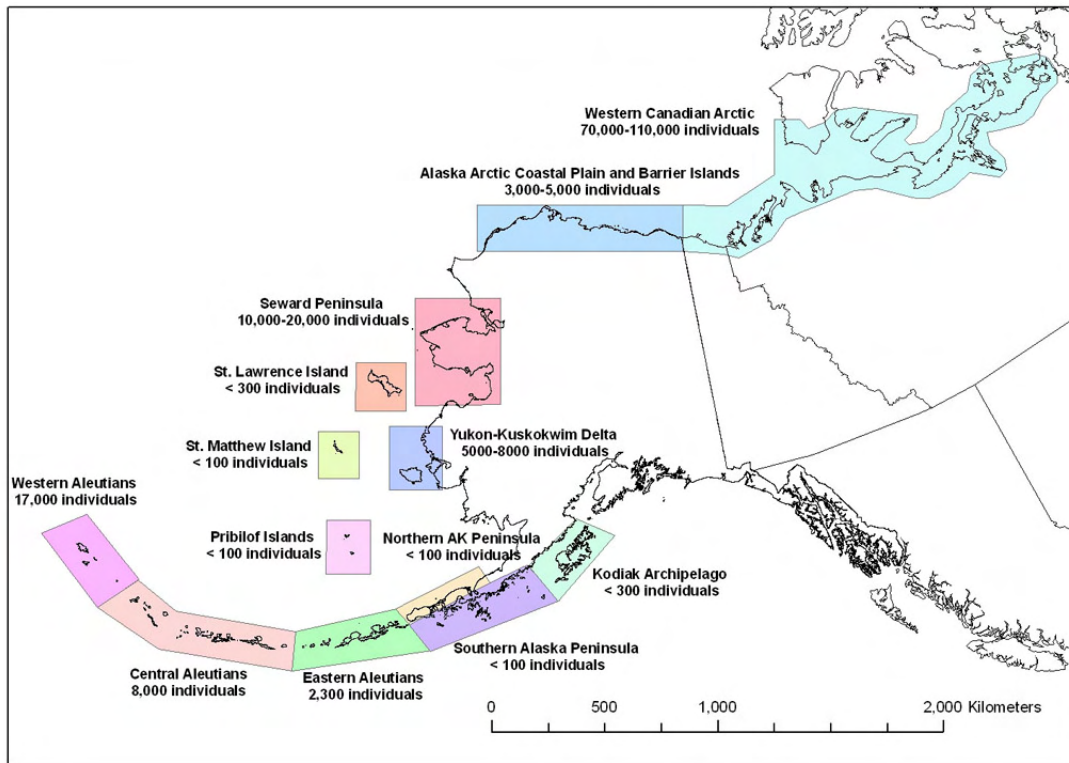 Western Canadian Arctic
70,000-110,000 individuals
Alaska Arctic Coastal Plain and Barrier Islands
3,000-5,000 individuals
Seward Peninsula
10,000-20,000 individuals
St. Lawrence Island
< 300 individuals
St. Matthew Island
< 100 individuals
Yukon-Kuskokwim Delta
5000-8000 individuals
Western Aleutians
17,000 individuals
Pribilof Islands
< 100 individuals
Northern AK Peninsula
< 100 individuals
Kodiak Archipelago
< 300 individuals
Southern Alaska Peninsula
< 100 individuals
Central Aleutians
8,000 individuals
Eastern Aleutians
2,300 individuals
0 500 1,000 2,000 Kilometers